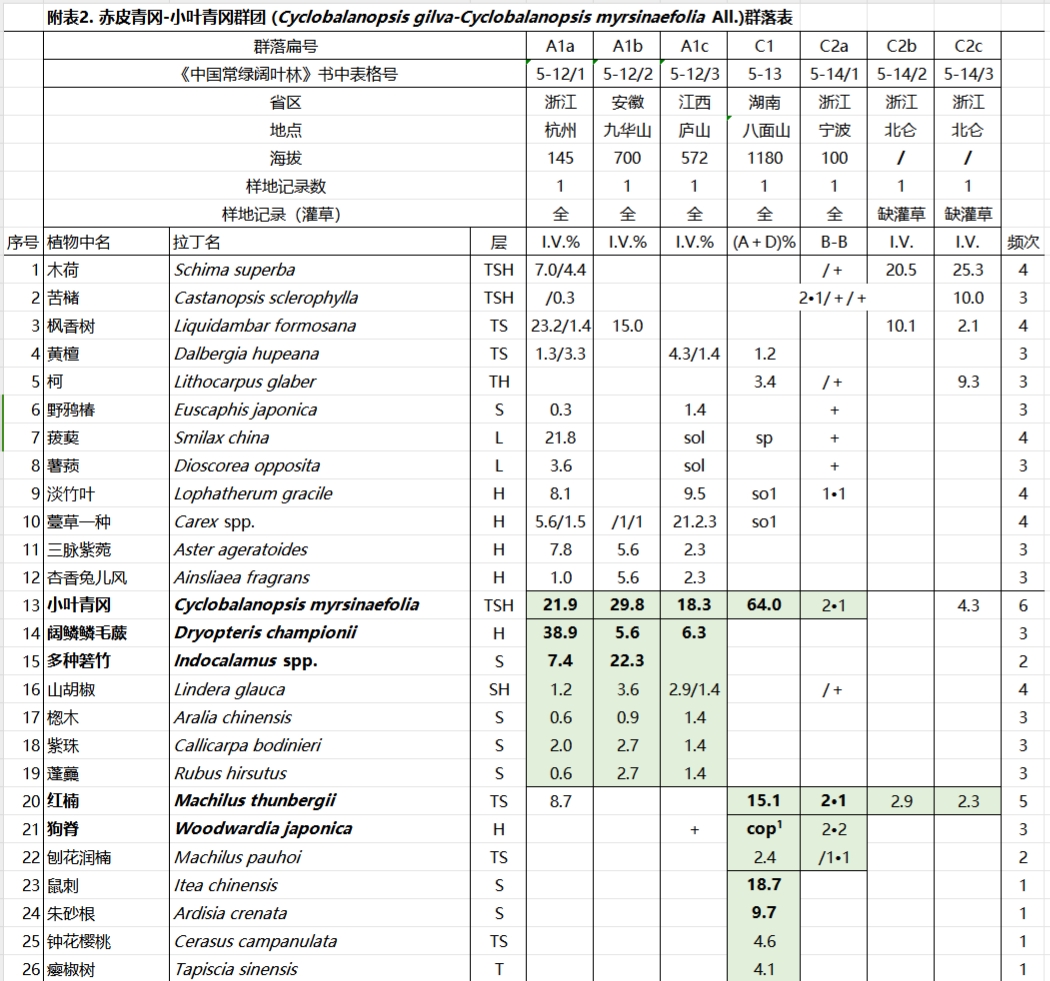 附表2. 赤皮青冈-小叶青冈群团 (Cyclobalanopsis gilva-Cyclobalanopsis myrsinaefolia All.)群落表
群落扁号 A1a A1b A1c C1 C2a C2b C2c
《中国常绿阔叶林》书中表格号 5-12/1 5-12/2 5-12/3 5-13 5-14/1 5-14/2 5-14/3
省区 浙江 安徽 江西 湖南 浙江 浙江 浙江
地点 杭州 九华山 庐山 八面山 宁波 北仑 北仑
海拔 145 700 572 1180 100 / /
样地记录数 1 1 1 1 1 1 1
样地记录（灌草） 全 全 全 全 全 缺灌草 缺灌草
序号 植物中名 拉丁名 层 I.V.% I.V.% I.V.% (A+D)% B-B I.V. I.V. 频次
1 木荷 Schima superba TSH 7.0/4.4 /+ 20.5 25.3 4
2 苦槠 Castanopsis sclerophylla TSH /0.3 2•1/+/+ 10.0 3
3 枫香树 Liquidambar formosana TS 23.2/1.4 15.0 10.1 2.1 4
4 黄檀 Dalbergia hupeana TS 1.3/3.3 4.3/1.4 1.2 3
5 柯 Lithocarpus glaber TH 3.4 /+ 9.3 3
6 野鸦椿 Euscaphis japonica S 0.3 1.4 + 3
7 菝葜 Smilax china L 21.8 sol sp + 4
8 薯蓣 Dioscorea opposita L 3.6 sol + 3
9 淡竹叶 Lophatherum gracile H 8.1 9.5 so1 1•1 4
10 薹草一种 Carex spp. H 5.6/1.5 /1/1 21.2.3 so1 4
11 三脉紫菀 Aster ageratoides H 7.8 5.6 2.3 3
12 杏香兔儿风 Ainsliaea fragrans H 1.0 5.6 2.3 3
13 小叶青冈 Cyclobalanopsis myrsinaefolia TSH 21.9 29.8 18.3 64.0 2•1 4.3 6
14 阔鳞鳞毛蕨 Dryopteris championii H 38.9 5.6 6.3 3
15 多种箬竹 Indocalamus spp. S 7.4 22.3 2
16 山胡椒 Lindera glauca SH 1.2 3.6 2.9/1.4 /+ 4
17 楤木 Aralia chinensis S 0.6 0.9 1.4 3
18 紫珠 Callicarpa bodinieri S 2.0 2.7 1.4 3
19 蓬蘽 Rubus hirsutus S 0.6 2.7 1.4 3
20 红楠 Machilus thunbergii TS 8.7 15.1 2•1 2.9 2.3 5
21 狗脊 Woodwardia japonica H + cop¹ 2•2 3
22 刨花润楠 Machilus pauhoi TS 2.4 /1•1 2
23 鼠刺 Itea chinensis S 18.7 1
24 朱砂根 Ardisia crenata S 9.7 1
25 钟花樱桃 Cerasus campanulata TS 4.6 1
26 瘿椒树 Tapiscia sinensis T 4.1 1